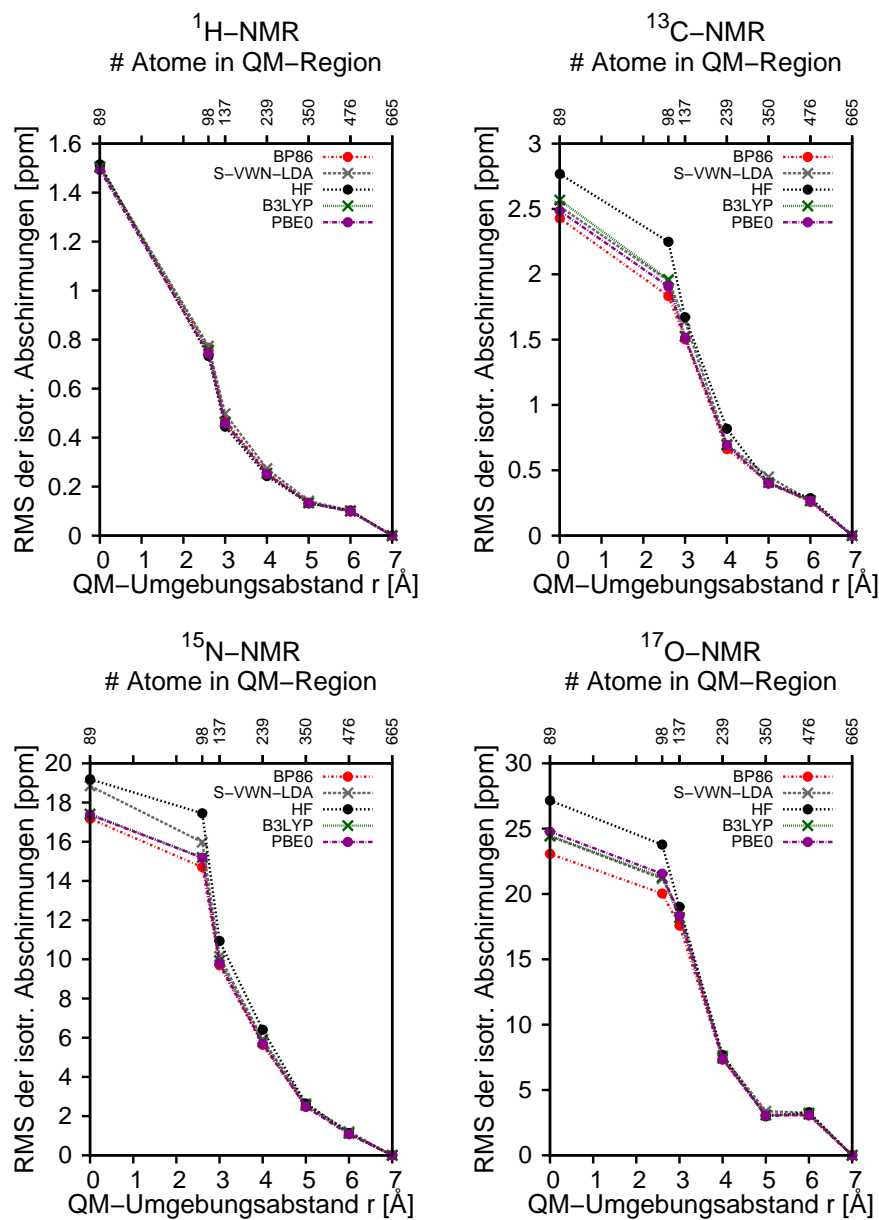 ¹H–NMR
# Atome in QM–Region
89 98 137 239 350 476 665
RMS der isotr. Abschirmungen [ppm]
1.6
1.4
1.2
1
0.8
0.6
0.4
0.2
0
BP86
S–VWN–LDA
HF
B3LYP
PBE0
0 1 2 3 4 5 6 7
QM–Umgebungsabstand r [Å]
¹³C–NMR
# Atome in QM–Region
89 98 137 239 350 476 665
RMS der isotr. Abschirmungen [ppm]
3
2.5
2
1.5
1
0.5
0
BP86
S–VWN–LDA
HF
B3LYP
PBE0
0 1 2 3 4 5 6 7
QM–Umgebungsabstand r [Å]
¹⁵N–NMR
# Atome in QM–Region
89 98 137 239 350 476 665
RMS der isotr. Abschirmungen [ppm]
20
18
16
14
12
10
8
6
4
2
0
BP86
S–VWN–LDA
HF
B3LYP
PBE0
0 1 2 3 4 5 6 7
QM–Umgebungsabstand r [Å]
¹⁷O–NMR
# Atome in QM–Region
89 98 137 239 350 476 665
RMS der isotr. Abschirmungen [ppm]
30
25
20
15
10
5
0
BP86
S–VWN–LDA
HF
B3LYP
PBE0
0 1 2 3 4 5 6 7
QM–Umgebungsabstand r [Å]